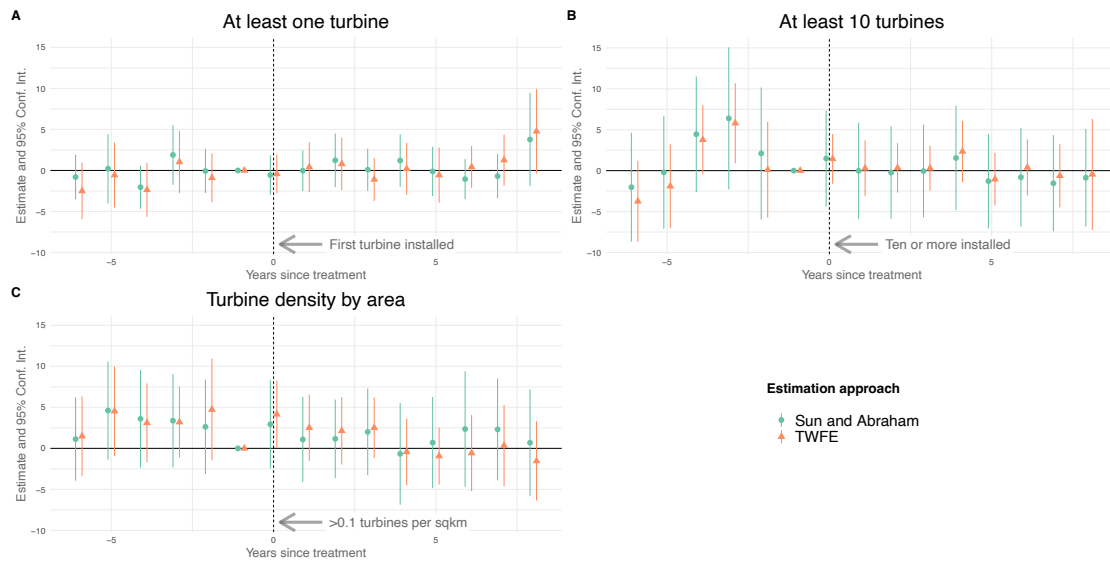 A
At least one turbine
Estimate and 95% Conf. Int.
15
10
5
0
−5
−10
First turbine installed
−5
0
5
Years since treatment
B
At least 10 turbines
Estimate and 95% Conf. Int.
15
10
5
0
−5
−10
Ten or more installed
−5
0
5
Years since treatment
C
Turbine density by area
Estimate and 95% Conf. Int.
15
10
5
0
−5
−10
>0.1 turbines per sqkm
−5
0
5
Years since treatment
Estimation approach
Sun and Abraham
TWFE